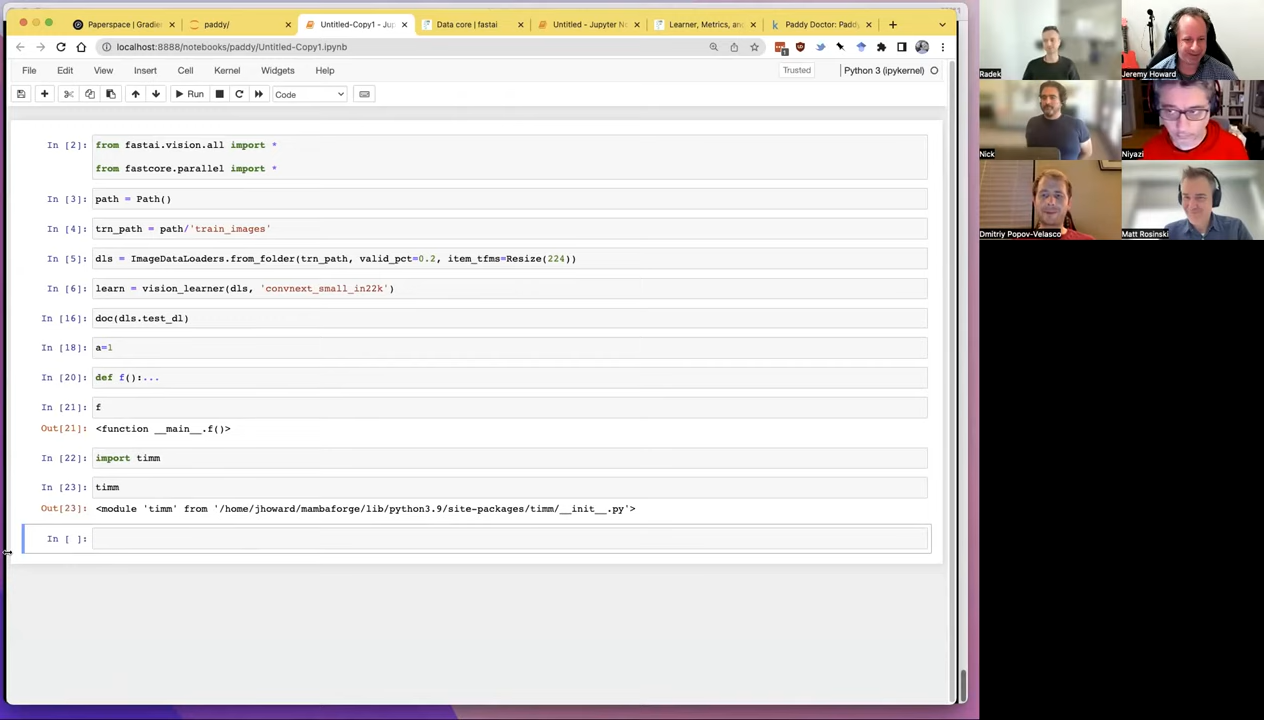 Paperspace | Gradien
paddy/
Untitled-Copy1 - Jup
Data core | fastai
Untitled - Jupyter No
Learner, Metrics, and
Paddy Doctor: Paddy
localhost:8888/notebooks/paddy/Untitled-Copy1.ipynb
File Edit View Insert Cell Kernel Widgets Help
Trusted
Python 3 (ipykernel)
Run
Code
In [2]: from fastai.vision.all import *
from fastcore.parallel import *
In [3]: path = Path()
In [4]: trn_path = path/'train_images'
In [5]: dls = ImageDataLoaders.from_folder(trn_path, valid_pct=0.2, item_tfms=Resize(224))
In [6]: learn = vision_learner(dls, 'convnext_small_in22k')
In [16]: doc(dls.test_dl)
In [18]: a=1
In [20]: def f():...
In [21]: f
Out[21]: <function __main__.f()>
In [22]: import timm
In [23]: timm
Out[23]: <module 'timm' from '/home/jhoward/mambaforge/lib/python3.9/site-packages/timm/__init__.py'>
In [ ]:
Radek
Jeremy Howard
Nick
Niyazi
Dmitriy Popov-Velasco
Matt Rosinski